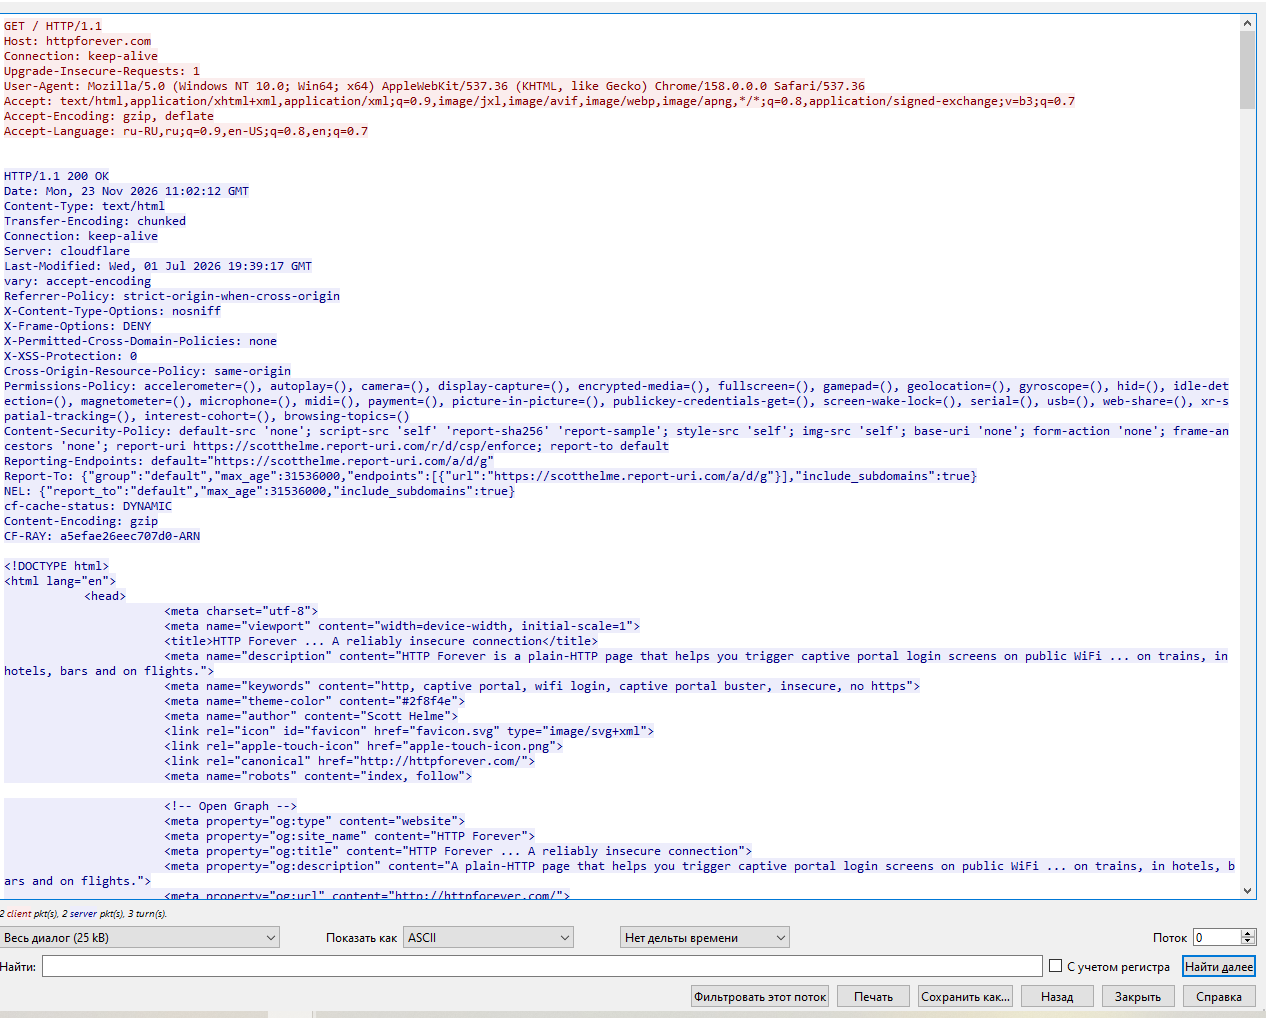 GET / HTTP/1.1
Host: httpforever.com
Connection: keep-alive
Upgrade-Insecure-Requests: 1
User-Agent: Mozilla/5.0 (Windows NT 10.0; Win64; x64) AppleWebKit/537.36 (KHTML, like Gecko) Chrome/158.0.0.0 Safari/537.36
Accept: text/html,application/xhtml+xml,application/xml;q=0.9,image/jxl,image/avif,image/webp,image/apng,*/*;q=0.8,application/signed-exchange;v=b3;q=0.7
Accept-Encoding: gzip, deflate
Accept-Language: ru-RU,ru;q=0.9,en-US;q=0.8,en;q=0.7
HTTP/1.1 200 OK
Date: Mon, 23 Nov 2026 11:02:12 GMT
Content-Type: text/html
Transfer-Encoding: chunked
Connection: keep-alive
Server: cloudflare
Last-Modified: Wed, 01 Jul 2026 19:39:17 GMT
vary: accept-encoding
Referrer-Policy: strict-origin-when-cross-origin
X-Content-Type-Options: nosniff
X-Frame-Options: DENY
X-Permitted-Cross-Domain-Policies: none
X-XSS-Protection: 0
Cross-Origin-Resource-Policy: same-origin
Permissions-Policy: accelerometer=(), autoplay=(), camera=(), display-capture=(), encrypted-media=(), fullscreen=(), gamepad=(), geolocation=(), gyroscope=(), hid=(), idle-det
ection=(), magnetometer=(), microphone=(), midi=(), payment=(), picture-in-picture=(), publickey-credentials-get=(), screen-wake-lock=(), serial=(), usb=(), web-share=(), xr-s
patial-tracking=(), interest-cohort=(), browsing-topics=()
Content-Security-Policy: default-src 'none'; script-src 'self' 'report-sha256' 'report-sample'; style-src 'self'; img-src 'self'; base-uri 'none'; form-action 'none'; frame-an
cestors 'none'; report-uri https://scotthelme.report-uri.com/r/d/csp/enforce; report-to default
Reporting-Endpoints: default="https://scotthelme.report-uri.com/a/d/g"
Report-To: {"group":"default","max_age":31536000,"endpoints":[{"url":"https://scotthelme.report-uri.com/a/d/g"}],"include_subdomains":true}
NEL: {"report_to":"default","max_age":31536000,"include_subdomains":true}
cf-cache-status: DYNAMIC
Content-Encoding: gzip
CF-RAY: a5efae26eec707d0-ARN
<!DOCTYPE html>
<html lang="en">
<head>
<meta charset="utf-8">
<meta name="viewport" content="width=device-width, initial-scale=1">
<title>HTTP Forever ... A reliably insecure connection</title>
<meta name="description" content="HTTP Forever is a plain-HTTP page that helps you trigger captive portal login screens on public WiFi ... on trains, in
hotels, bars and on flights.">
<meta name="keywords" content="http, captive portal, wifi login, captive portal buster, insecure, no https">
<meta name="theme-color" content="#2f8f4e">
<meta name="author" content="Scott Helme">
<link rel="icon" id="favicon" href="favicon.svg" type="image/svg+xml">
<link rel="apple-touch-icon" href="apple-touch-icon.png">
<link rel="canonical" href="http://httpforever.com/">
<meta name="robots" content="index, follow">
<!-- Open Graph -->
<meta property="og:type" content="website">
<meta property="og:site_name" content="HTTP Forever">
<meta property="og:title" content="HTTP Forever ... A reliably insecure connection">
<meta property="og:description" content="A plain-HTTP page that helps you trigger captive portal login screens on public WiFi ... on trains, in hotels, b
ars and on flights.">
<meta property="og:url" content="http://httpforever.com/">
2 client pkt(s), 2 server pkt(s), 3 turn(s).
Весь диалог (25 kB) Показать как ASCII Нет дельты времени Поток 0
Найти: С учетом регистра Найти далее
Фильтровать этот поток Печать Сохранить как... Назад Закрыть Справка